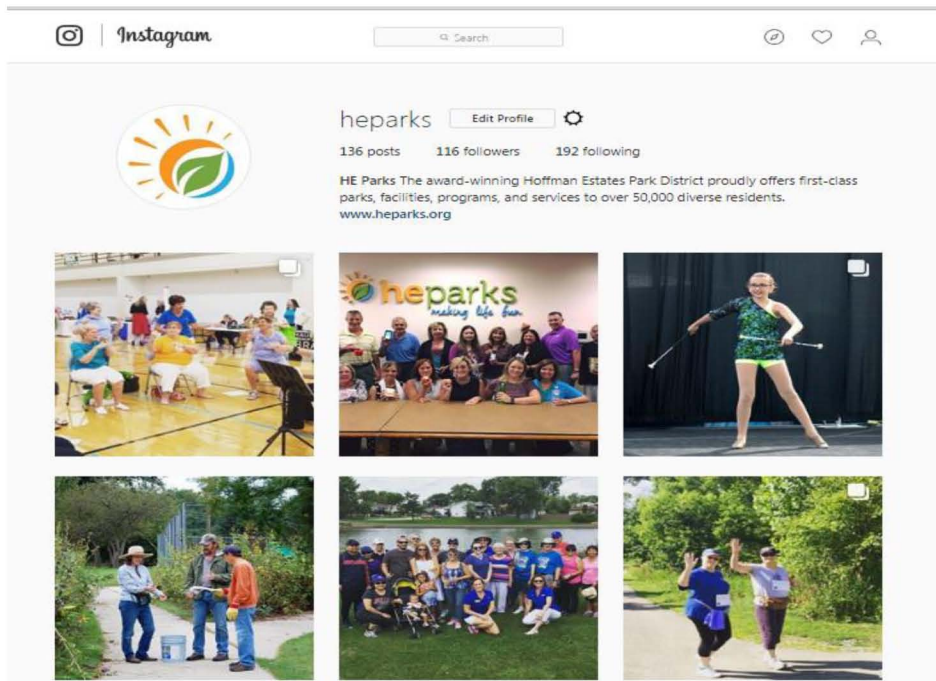 Instagram
Search
heparks
Edit Profile
136 posts 116 followers 192 following
HE Parks The award-winning Hoffman Estates Park District proudly offers first-class
parks, facilities, programs, and services to over 50,000 diverse residents.
www.heparks.org
heparks
making life fun